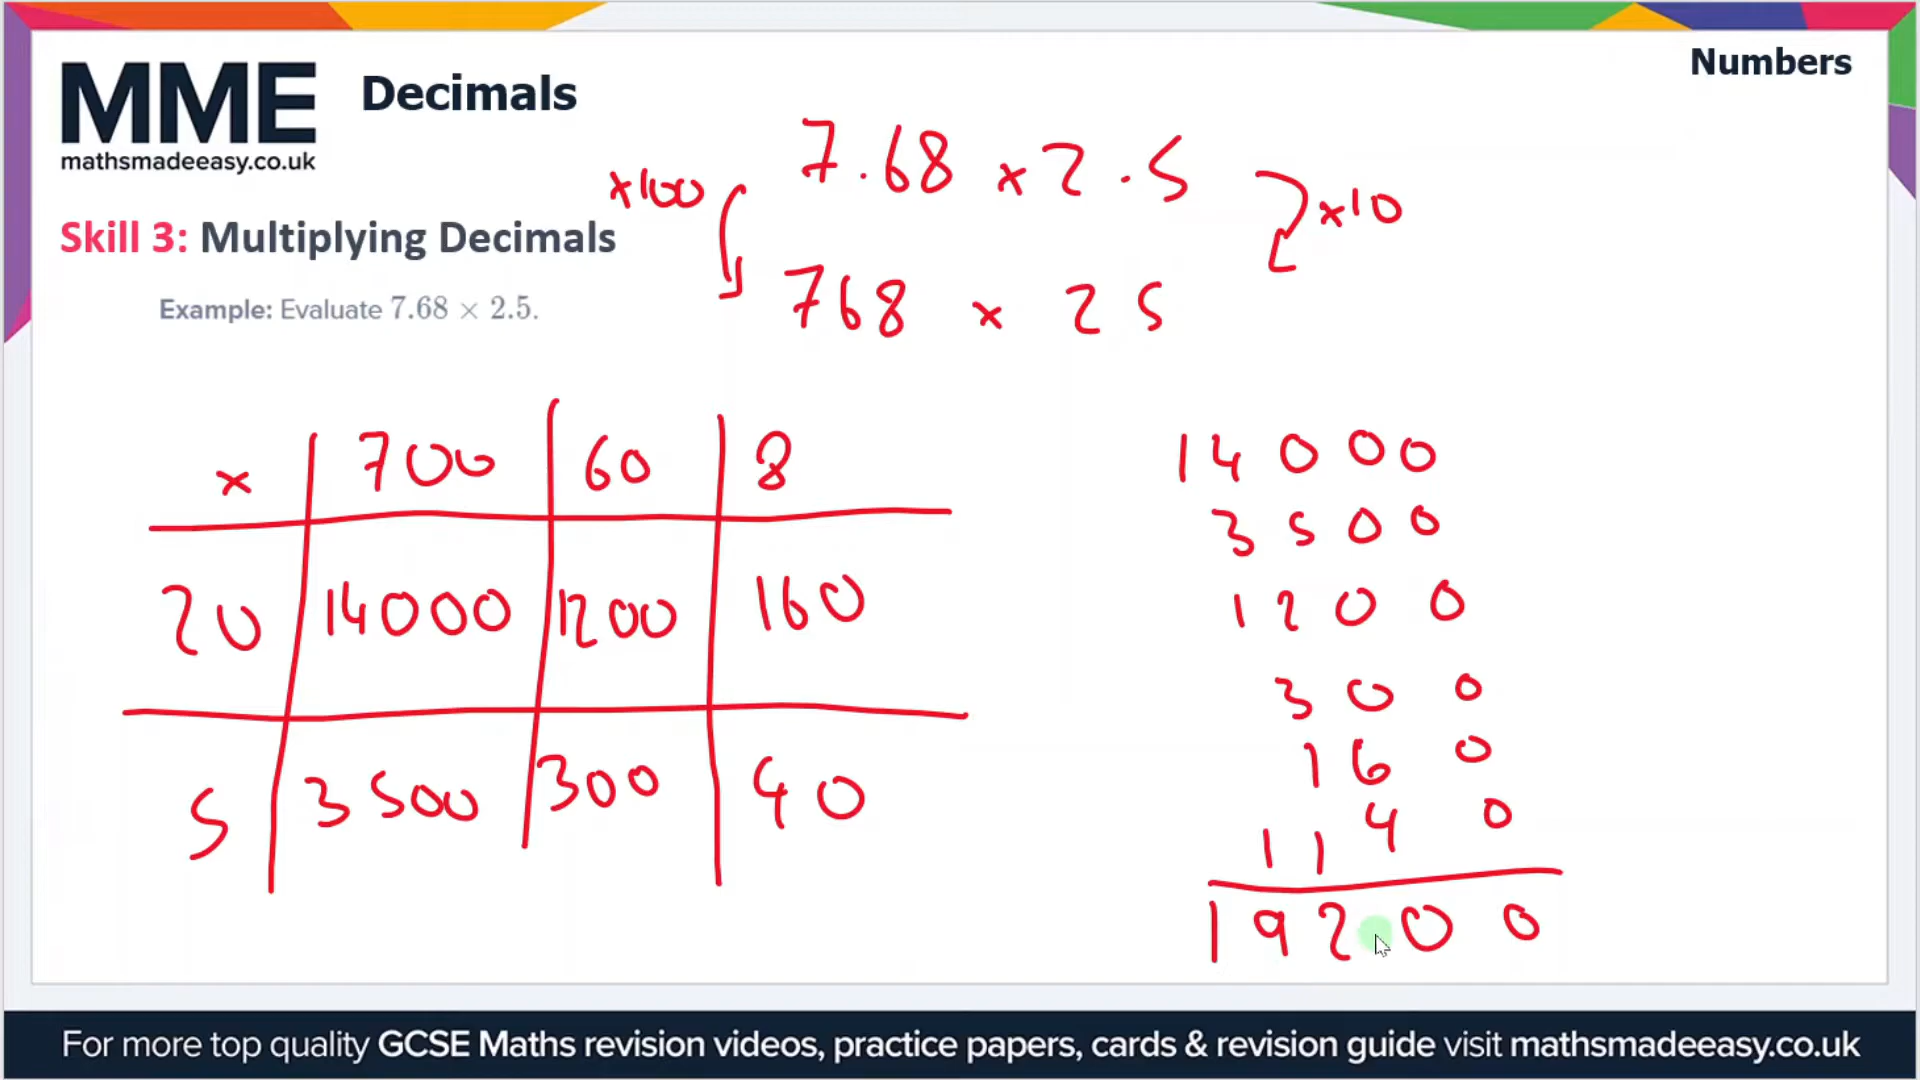 MME
mathsmadeeasy.co.uk
Decimals
Numbers
7.68 × 2.5
×100
×10
Skill 3: Multiplying Decimals
768 × 25
Example: Evaluate 7.68 × 2.5.
× 700 60 8
20 14000 1200 160
5 3500 300 40
14000
3500
1200
300
160
40
1 1
19200
For more top quality GCSE Maths revision videos, practice papers, cards & revision guide visit mathsmadeeasy.co.uk